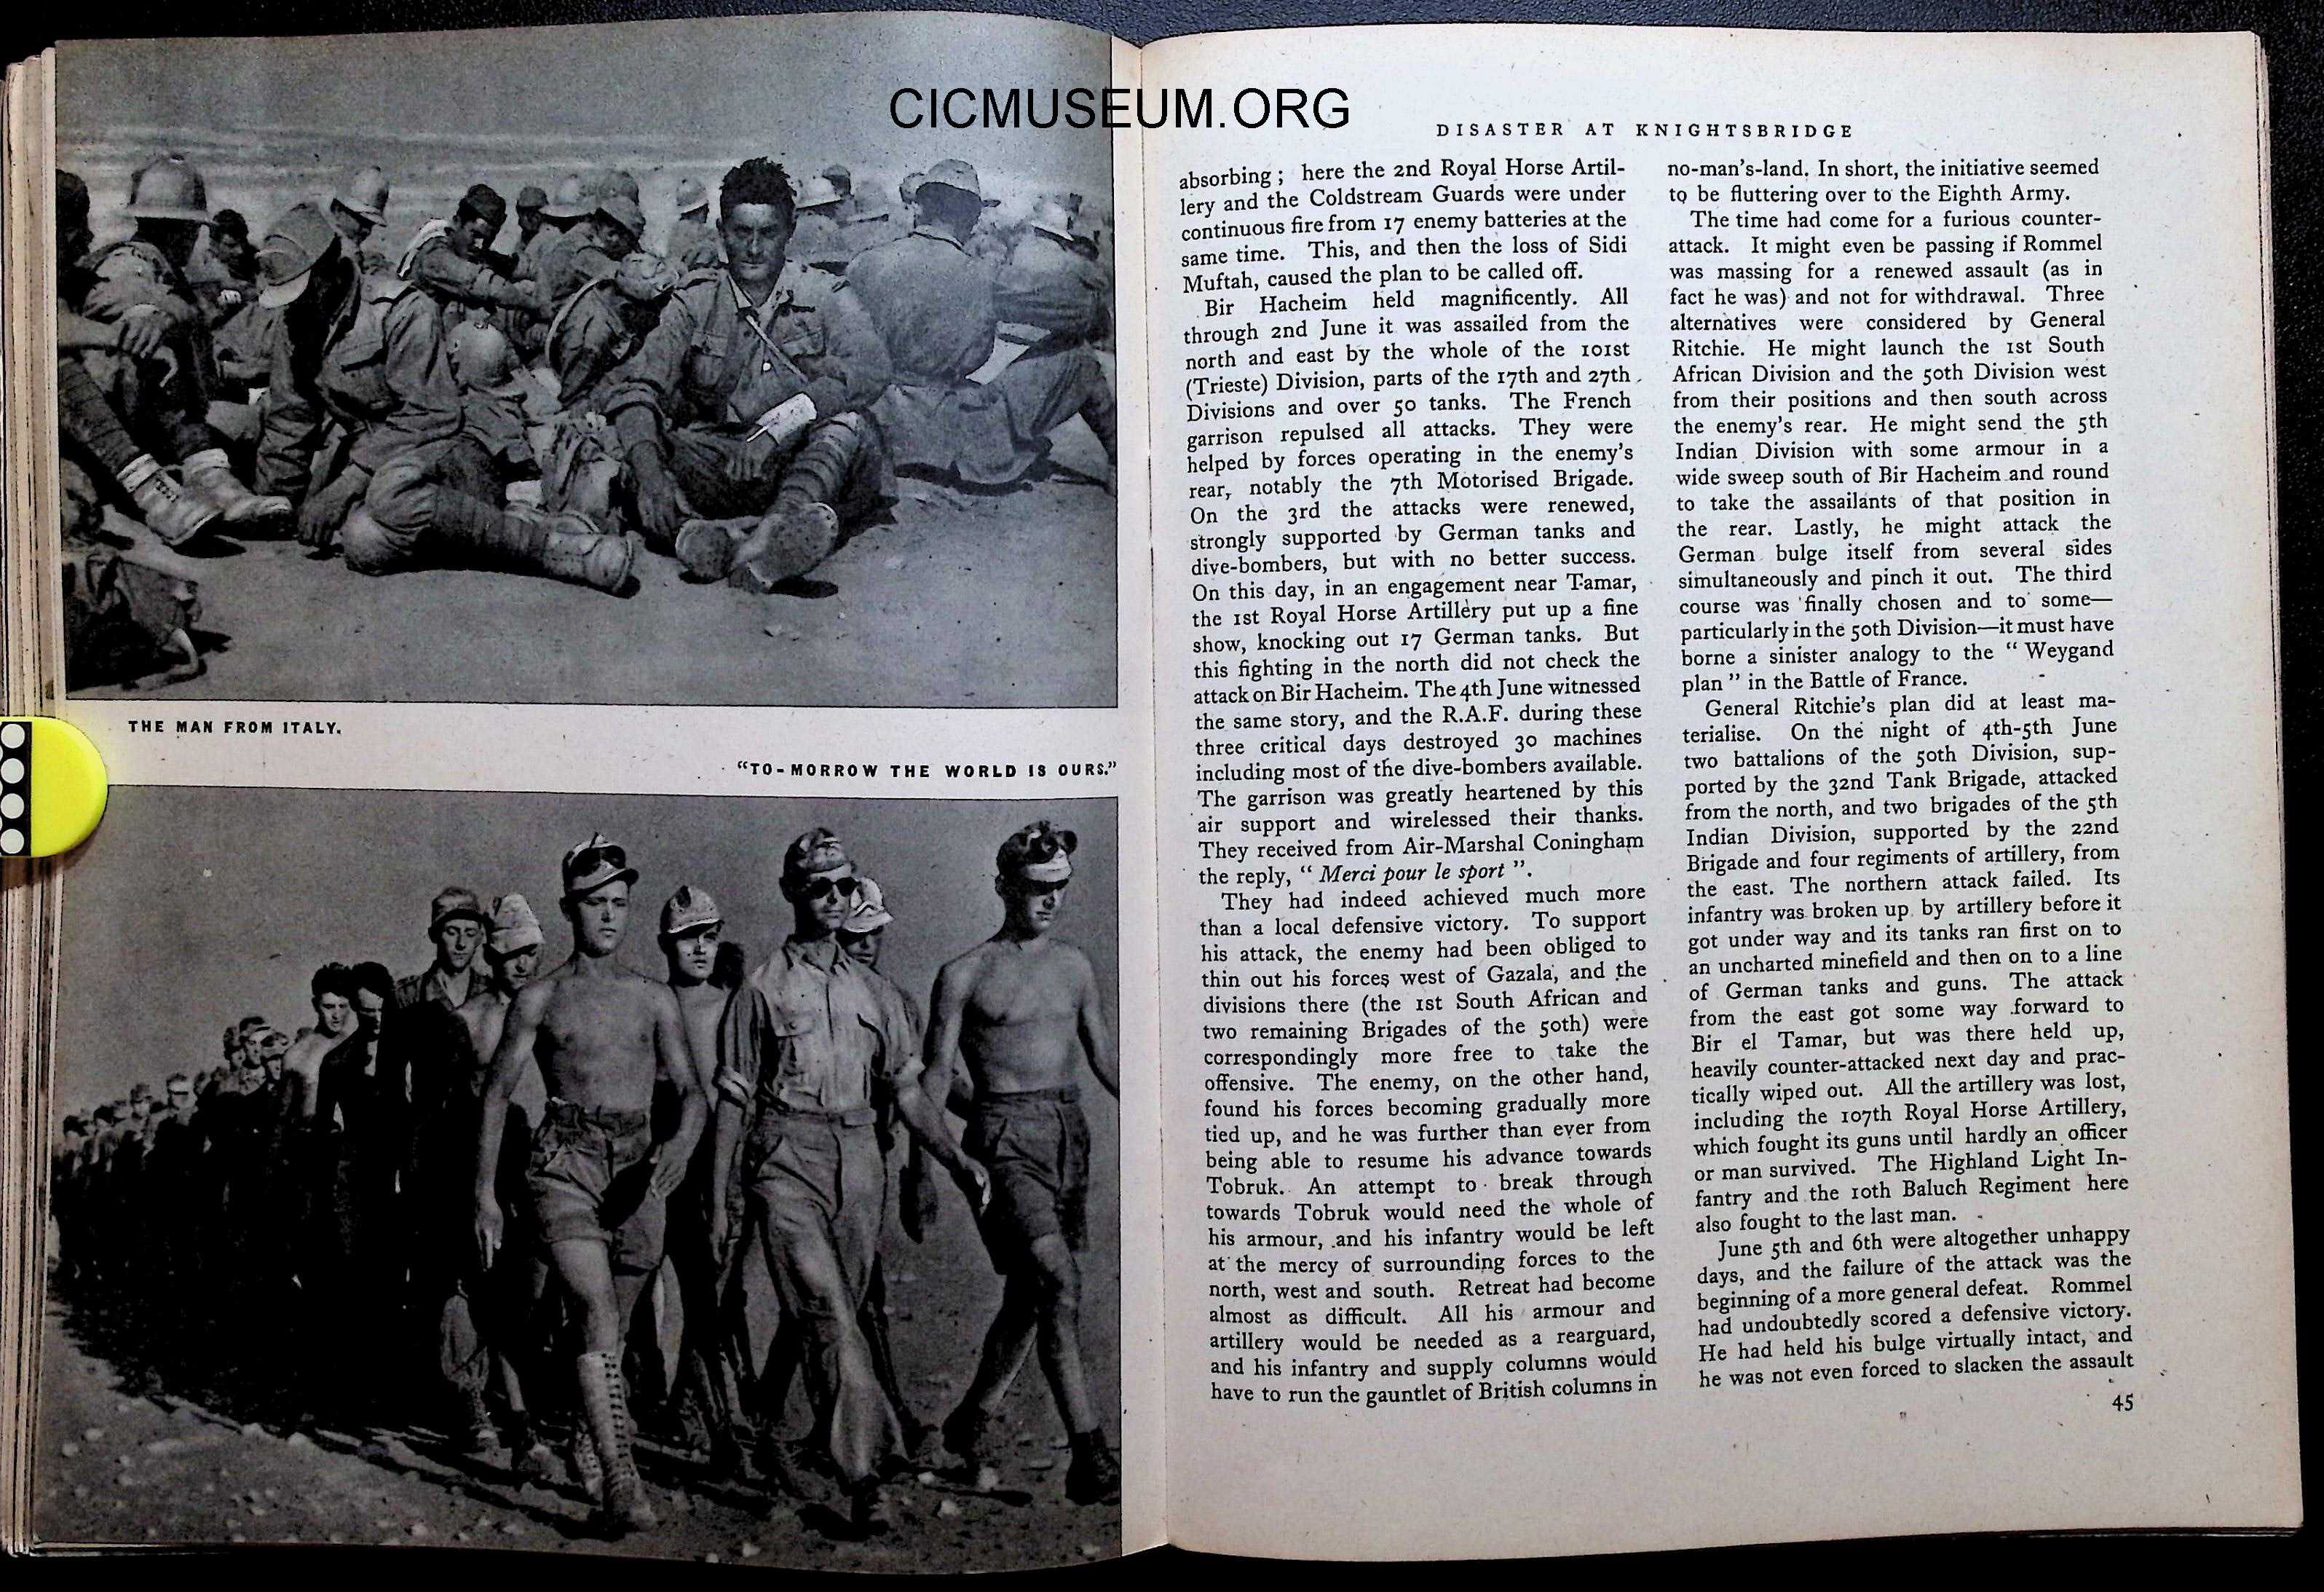 CICMUSEUM.ORG
THE MAN FROM ITALY.
“TO-MORROW THE WORLD IS OURS.”
DISASTER AT KNIGHTSBRIDGE
absorbing ; here the 2nd Royal Horse Artil-
lery and the Coldstream Guards were under
continuous fire from 17 enemy batteries at the
same time. This, and then the loss of Sidi
Muftah, caused the plan to be called off.
Bir Hacheim held magnificently. All
through 2nd June it was assailed from the
north and east by the whole of the 101st
(Trieste) Division, parts of the 17th and 27th
Divisions and over 50 tanks. The French
garrison repulsed all attacks. They were
helped by forces operating in the enemy's
rear, notably the 7th Motorised Brigade.
On the 3rd the attacks were renewed,
strongly supported by German tanks and
dive-bombers, but with no better success.
On this day, in an engagement near Tamar,
the 1st Royal Horse Artillery put up a fine
show, knocking out 17 German tanks. But
this fighting in the north did not check the
attack on Bir Hacheim. The 4th June witnessed
the same story, and the R.A.F. during these
three critical days destroyed 30 machines
including most of the dive-bombers available.
The garrison was greatly heartened by this
air support and wirelessed their thanks.
They received from Air-Marshal Coningham
the reply, “ Merci pour le sport ”.
They had indeed achieved much more
than a local defensive victory. To support
his attack, the enemy had been obliged to
thin out his forces west of Gazala, and the
divisions there (the 1st South African and
two remaining Brigades of the 50th) were
correspondingly more free to take the
offensive. The enemy, on the other hand,
found his forces becoming gradually more
tied up, and he was further than ever from
being able to resume his advance towards
Tobruk. An attempt to break through
towards Tobruk would need the whole of
his armour, and his infantry would be left
at the mercy of surrounding forces to the
north, west and south. Retreat had become
almost as difficult. All his armour and
artillery would be needed as a rearguard,
and his infantry and supply columns would
have to run the gauntlet of British columns in
no-man's-land. In short, the initiative seemed
to be fluttering over to the Eighth Army.
The time had come for a furious counter-
attack. It might even be passing if Rommel
was massing for a renewed assault (as in
fact he was) and not for withdrawal. Three
alternatives were considered by General
Ritchie. He might launch the 1st South
African Division and the 50th Division west
from their positions and then south across
the enemy's rear. He might send the 5th
Indian Division with some armour in a
wide sweep south of Bir Hacheim and round
to take the assailants of that position in
the rear. Lastly, he might attack the
German bulge itself from several sides
simultaneously and pinch it out. The third
course was finally chosen and to some—
particularly in the 50th Division—it must have
borne a sinister analogy to the “ Weygand
plan ” in the Battle of France.
General Ritchie's plan did at least ma-
terialise. On the night of 4th-5th June
two battalions of the 50th Division, sup-
ported by the 32nd Tank Brigade, attacked
from the north, and two brigades of the 5th
Indian Division, supported by the 22nd
Brigade and four regiments of artillery, from
the east. The northern attack failed. Its
infantry was broken up by artillery before it
got under way and its tanks ran first on to
an uncharted minefield and then on to a line
of German tanks and guns. The attack
from the east got some way forward to
Bir el Tamar, but was there held up,
heavily counter-attacked next day and prac-
tically wiped out. All the artillery was lost,
including the 107th Royal Horse Artillery,
which fought its guns until hardly an officer
or man survived. The Highland Light In-
fantry and the 10th Baluch Regiment here
also fought to the last man.
June 5th and 6th were altogether unhappy
days, and the failure of the attack was the
beginning of a more general defeat. Rommel
had undoubtedly scored a defensive victory.
He had held his bulge virtually intact, and
he was not even forced to slacken the assault
45